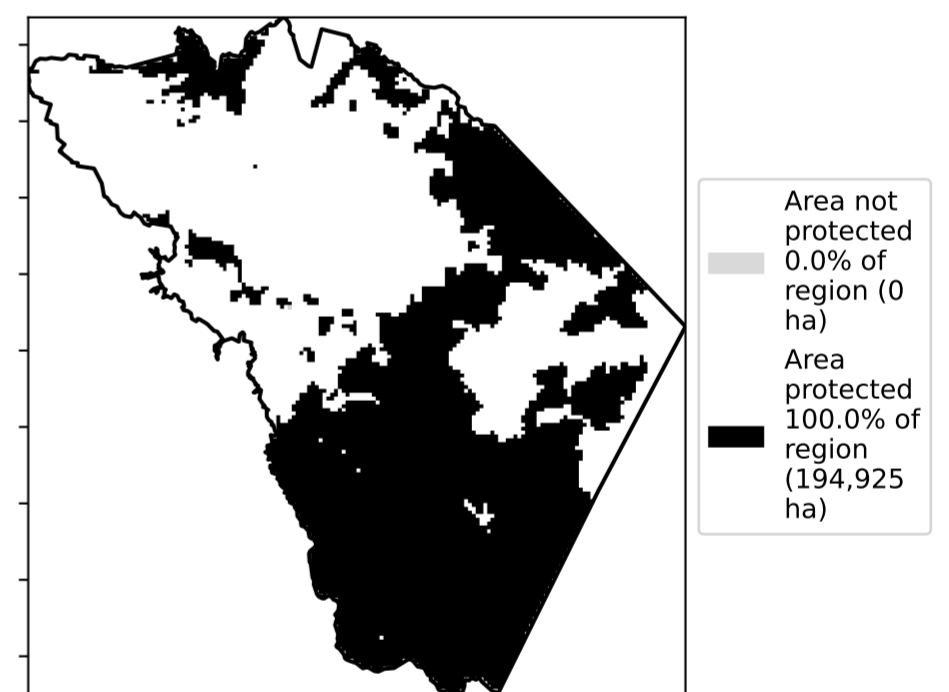 Area not
protected
0.0% of
region (0
ha)
Area
protected
100.0% of
region
(194,925
ha)